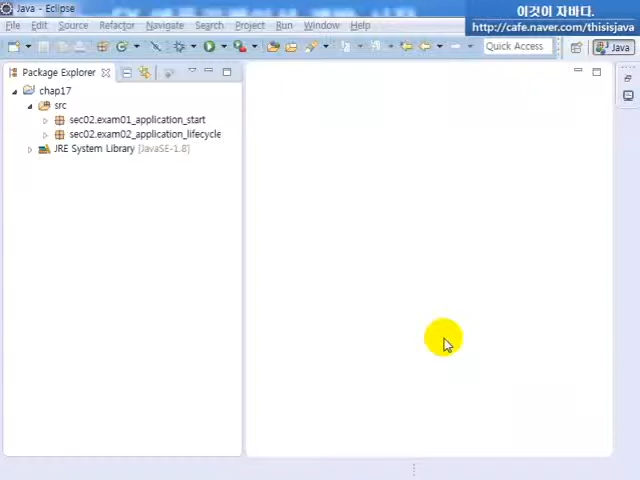 Java - Eclipse
이것이 자바다.
http://cafe.naver.com/thisisjava
File Edit Source Refactor Navigate Search Project Run Window Help
Quick Access
Java
Package Explorer
chap17
src
sec02.exam01_application_start
sec02.exam02_application_lifecycle
JRE System Library [JavaSE-1.8]